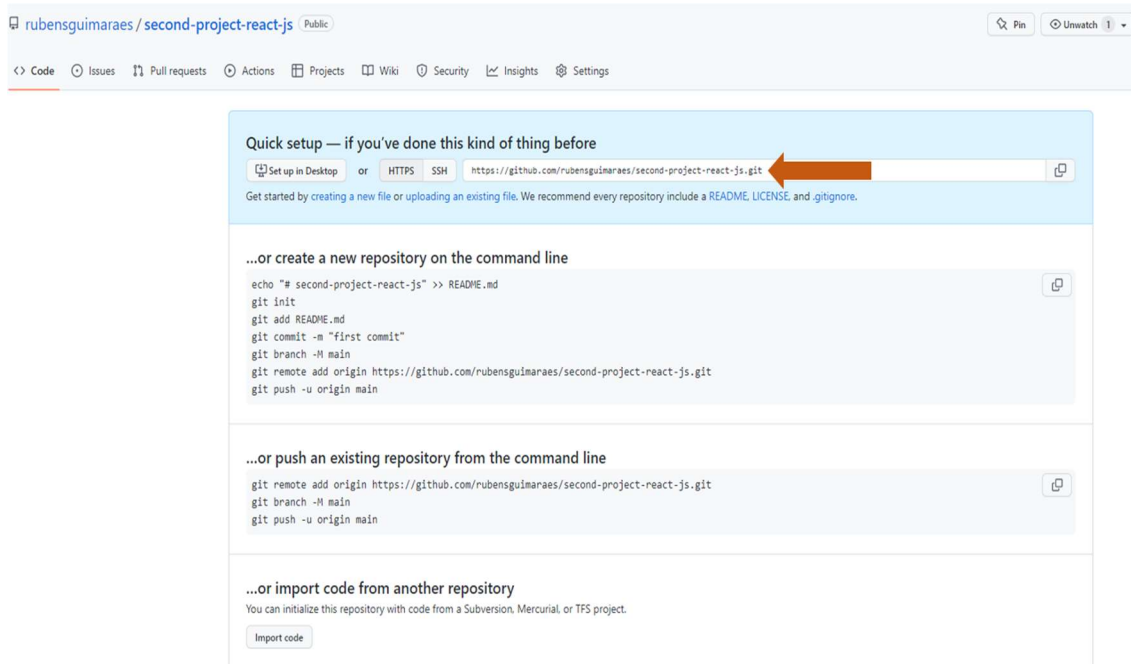 rubensguimaraes / second-project-react-js Public
Pin
Unwatch 1
<> Code Issues Pull requests Actions Projects Wiki Security Insights Settings
Quick setup — if you've done this kind of thing before
Set up in Desktop or HTTPS SSH https://github.com/rubensguimaraes/second-project-react-js.git
Get started by creating a new file or uploading an existing file. We recommend every repository include a README, LICENSE, and .gitignore.
...or create a new repository on the command line
echo "# second-project-react-js" >> README.md
git init
git add README.md
git commit -m "first commit"
git branch -M main
git remote add origin https://github.com/rubensguimaraes/second-project-react-js.git
git push -u origin main
...or push an existing repository from the command line
git remote add origin https://github.com/rubensguimaraes/second-project-react-js.git
git branch -M main
git push -u origin main
...or import code from another repository
You can initialize this repository with code from a Subversion, Mercurial, or TFS project.
Import code